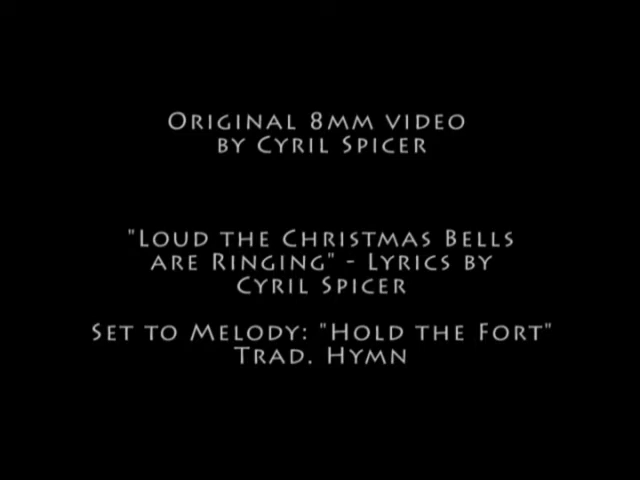 Original 8mm video
by Cyril Spicer
"Loud the Christmas Bells
are Ringing" - Lyrics by
Cyril Spicer
Set to Melody: "Hold the Fort"
Trad. Hymn